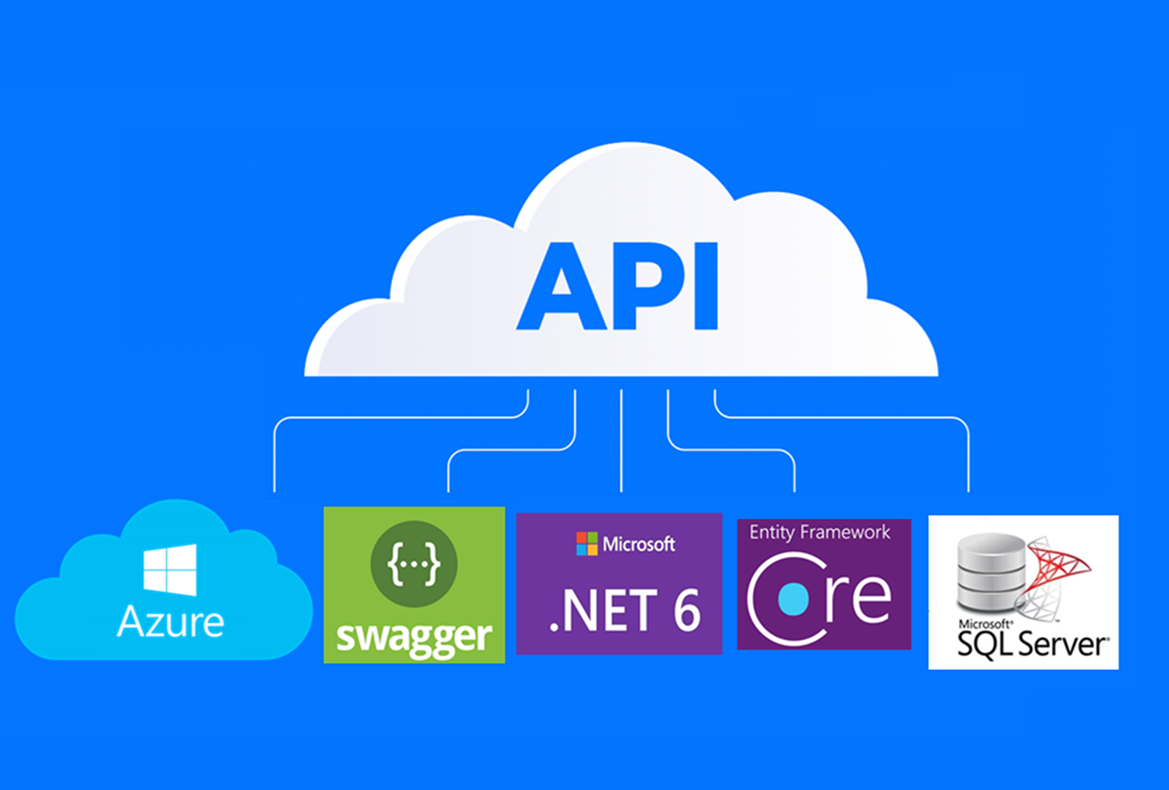 API
Azure
{···}
swagger
Microsoft
.NET 6
Entity Framework
Core
Microsoft®
SQL Server®